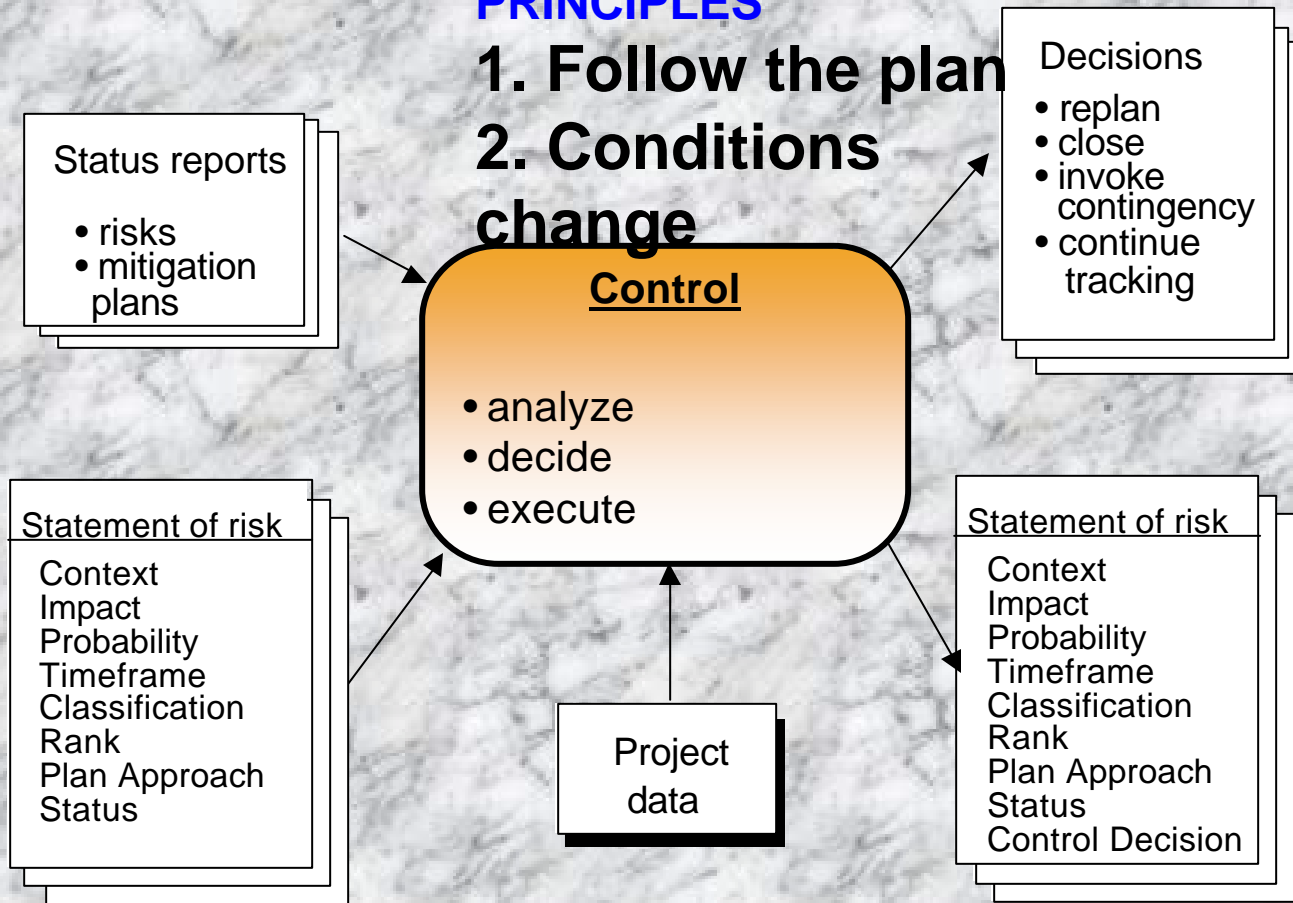 PRINCIPLES
1. Follow the plan
2. Conditions
change
Status reports
• risks
• mitigation
plans
Decisions
• replan
• close
• invoke
contingency
• continue
tracking
Control
• analyze
• decide
• execute
Statement of risk
Context
Impact
Probability
Timeframe
Classification
Rank
Plan Approach
Status
Project
data
Statement of risk
Context
Impact
Probability
Timeframe
Classification
Rank
Plan Approach
Status
Control Decision